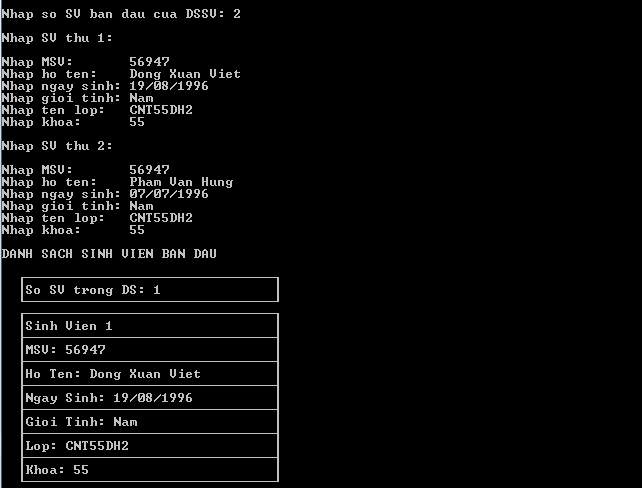 Nhap so SV ban dau cua DSSV: 2
Nhap SV thu 1:
Nhap MSV: 56947
Nhap ho ten: Dong Xuan Viet
Nhap ngay sinh: 19/08/1996
Nhap gioi tinh: Nam
Nhap ten lop: CNT55DH2
Nhap khoa: 55
Nhap SV thu 2:
Nhap MSV: 56947
Nhap ho ten: Pham Van Hung
Nhap ngay sinh: 07/07/1996
Nhap gioi tinh: Nam
Nhap ten lop: CNT55DH2
Nhap khoa: 55
DANH SACH SINH VIEN BAN DAU
So SV trong DS: 1
Sinh Vien 1
MSV: 56947
Ho Ten: Dong Xuan Viet
Ngay Sinh: 19/08/1996
Gioi Tinh: Nam
Lop: CNT55DH2
Khoa: 55